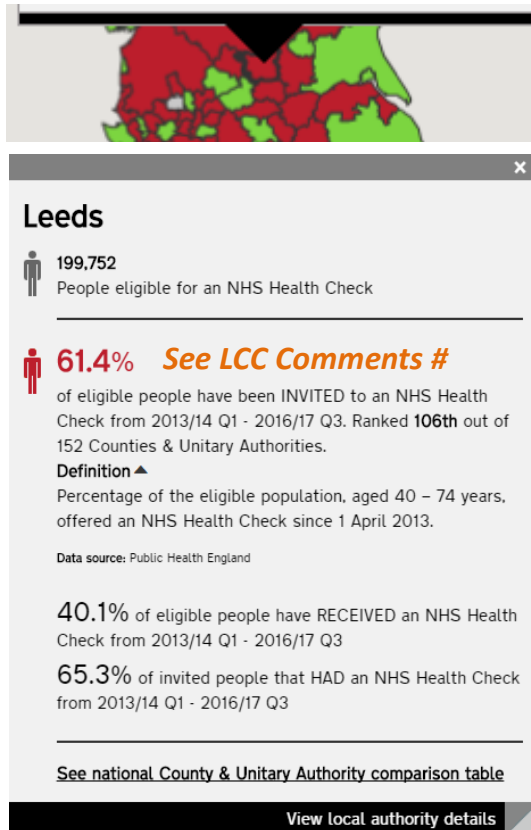 ×
Leeds
199,752
People eligible for an NHS Health Check
61.4% See LCC Comments #
of eligible people have been INVITED to an NHS Health
Check from 2013/14 Q1 - 2016/17 Q3. Ranked 106th out of
152 Counties & Unitary Authorities.
Definition
Percentage of the eligible population, aged 40 – 74 years,
offered an NHS Health Check since 1 April 2013.
Data source: Public Health England
40.1% of eligible people have RECEIVED an NHS Health
Check from 2013/14 Q1 - 2016/17 Q3
65.3% of invited people that HAD an NHS Health Check
from 2013/14 Q1 - 2016/17 Q3
See national County & Unitary Authority comparison table
View local authority details